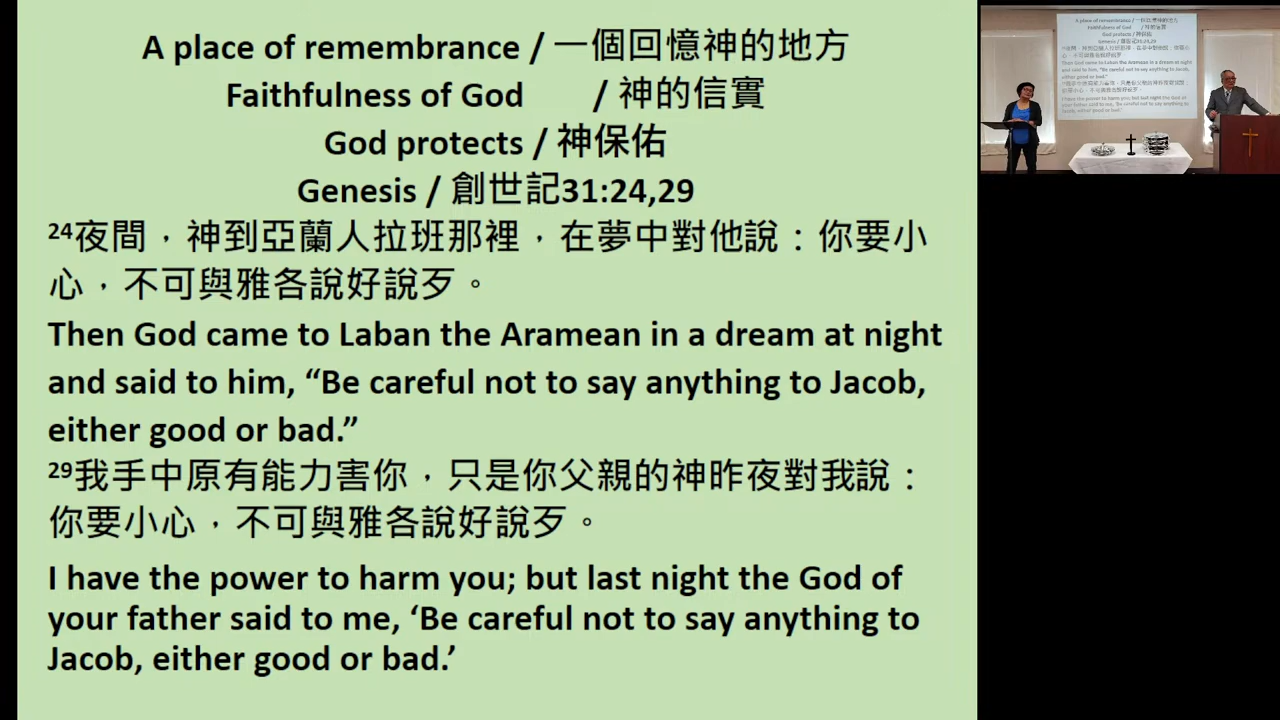 A place of remembrance / 一個回憶神的地方
Faithfulness of God / 神的信實
God protects / 神保佑
Genesis / 創世記31:24,29
24夜間，神到亞蘭人拉班那裡，在夢中對他說：你要小
心，不可與雅各說好說歹。
Then God came to Laban the Aramean in a dream at night
and said to him, “Be careful not to say anything to Jacob,
either good or bad.”
29我手中原有能力害你，只是你父親的神昨夜對我說：
你要小心，不可與雅各說好說歹。
I have the power to harm you; but last night the God of
your father said to me, ‘Be careful not to say anything to
Jacob, either good or bad.’